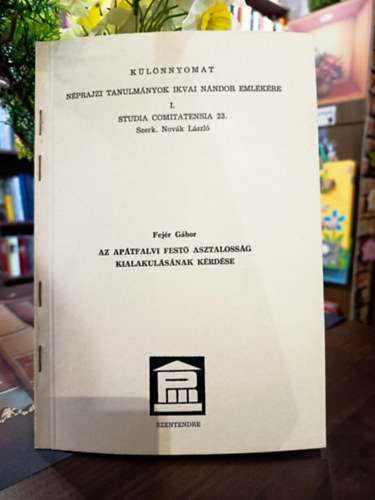 KÜLÖNNYOMAT
NÉPRAJZI TANULMÁNYOK IKVAI NÁNDOR EMLÉKÉRE
I.
STUDIA COMITATENSIA 23.
Szerk. Novák László
Fejér Gábor
AZ APÁTFALVI FESTŐ ASZTALOSSÁG
KIALAKULÁSÁNAK KÉRDÉSE
SZENTENDRE